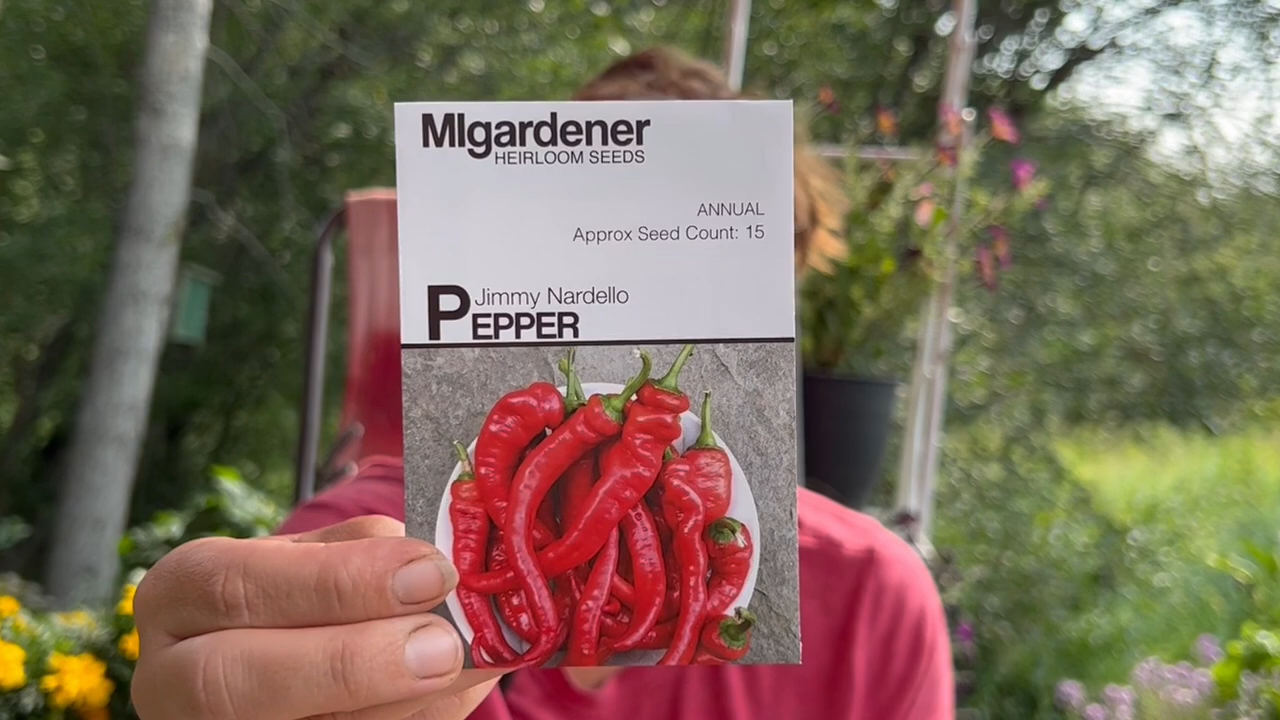 MIgardener
HEIRLOOM SEEDS
ANNUAL
Approx Seed Count: 15
Jimmy Nardello
PEPPER